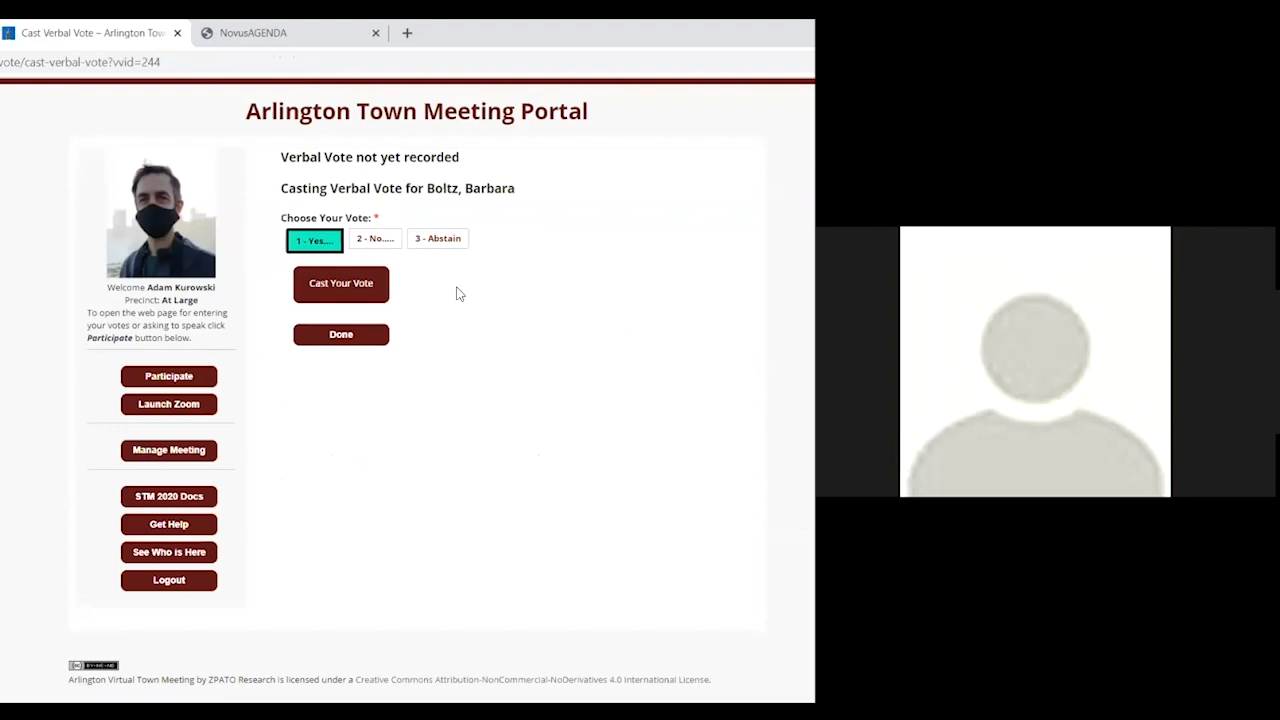 Cast Verbal Vote – Arlington Tow
NovusAGENDA
vote/cast-verbal-vote?vvid=244
Arlington Town Meeting Portal
Verbal Vote not yet recorded
Casting Verbal Vote for Boltz, Barbara
Choose Your Vote: *
1 - Yes....
2 - No.....
3 - Abstain
Cast Your Vote
Done
Welcome Adam Kurowski
Precinct: At Large
To open the web page for entering
your votes or asking to speak click
Participate button below.
Participate
Launch Zoom
Manage Meeting
STM 2020 Docs
Get Help
See Who is Here
Logout
BY-NC-ND
Arlington Virtual Town Meeting by ZPATO Research is licensed under a Creative Commons Attribution-NonCommercial-NoDerivatives 4.0 International License.